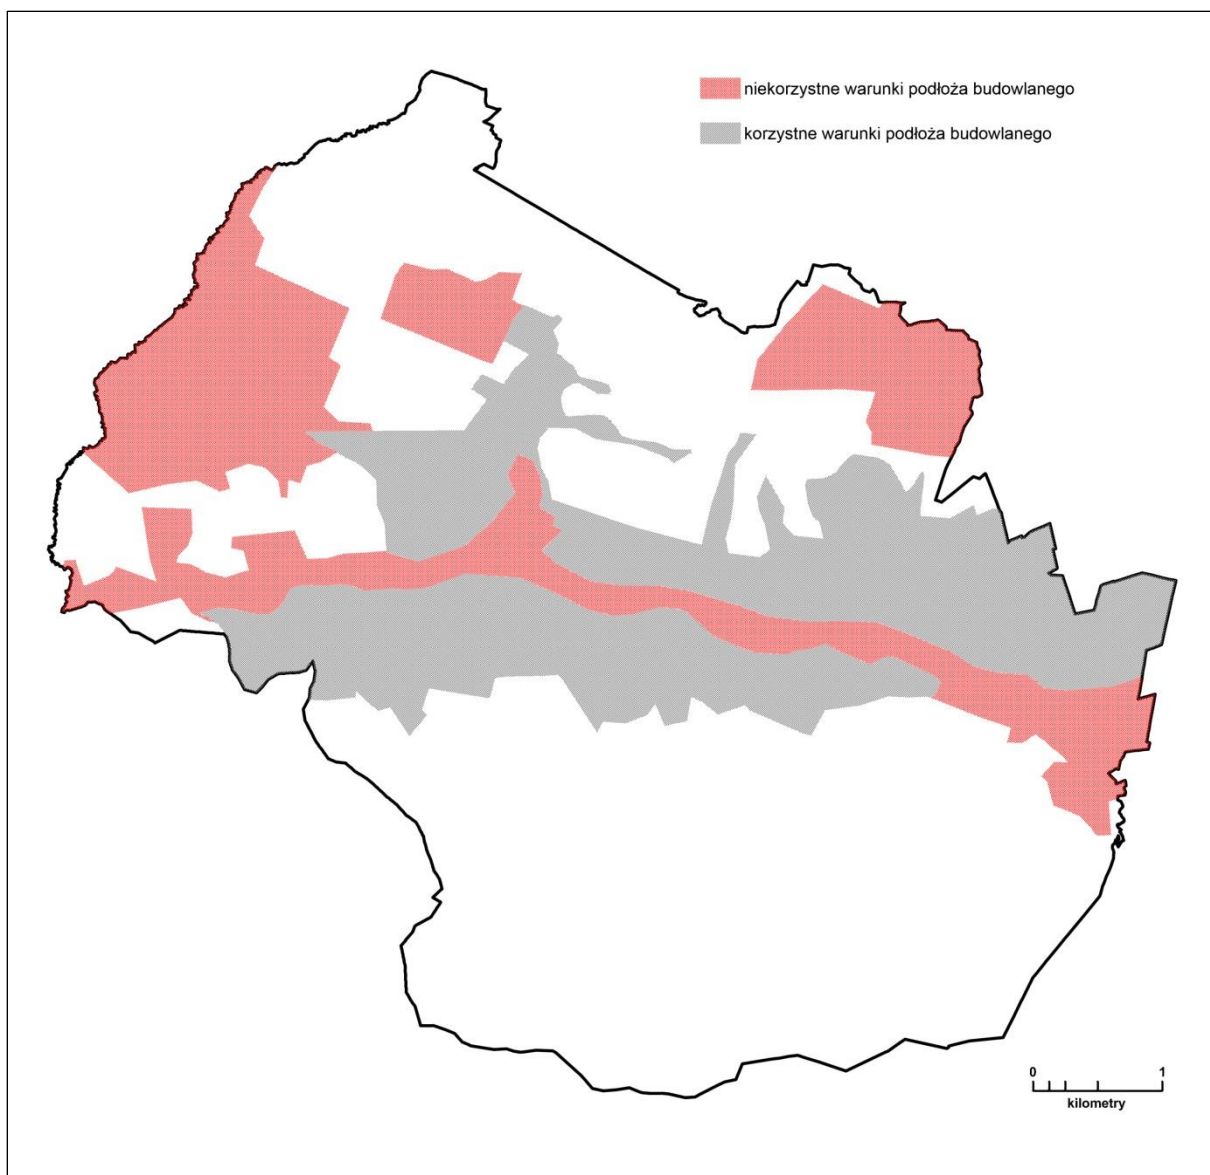 niekorzystne warunki podłoża budowlanego
korzystne warunki podłoża budowlanego
0 1
kilometry